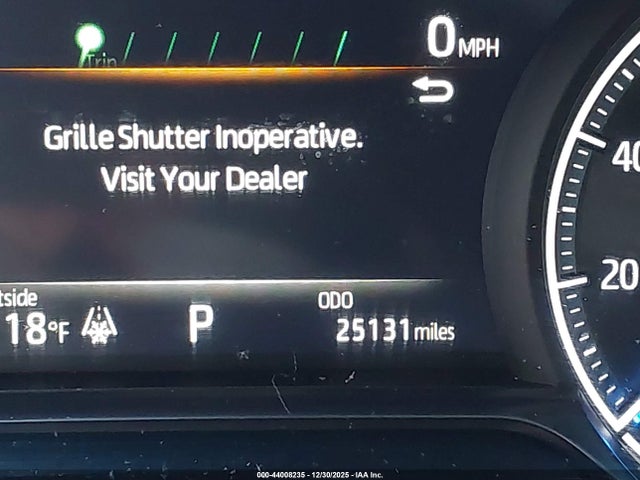 0 MPH
Trip
Grille Shutter Inoperative.
Visit Your Dealer
40
20
tside
18°F
P
ODO
25131 miles
000-44008235 - 12/30/2025 - IAA Inc.